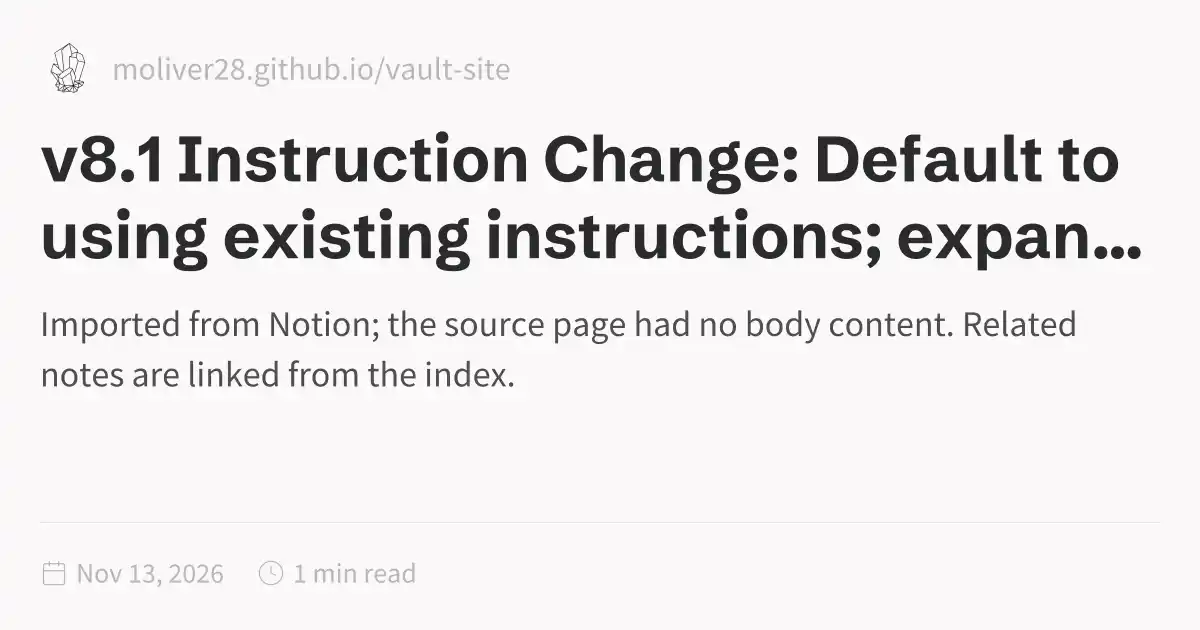 moliver28.github.io/vault-site
v8.1 Instruction Change: Default to
using existing instructions; expan...
Imported from Notion; the source page had no body content. Related
notes are linked from the index.
Nov 13, 2026 1 min read